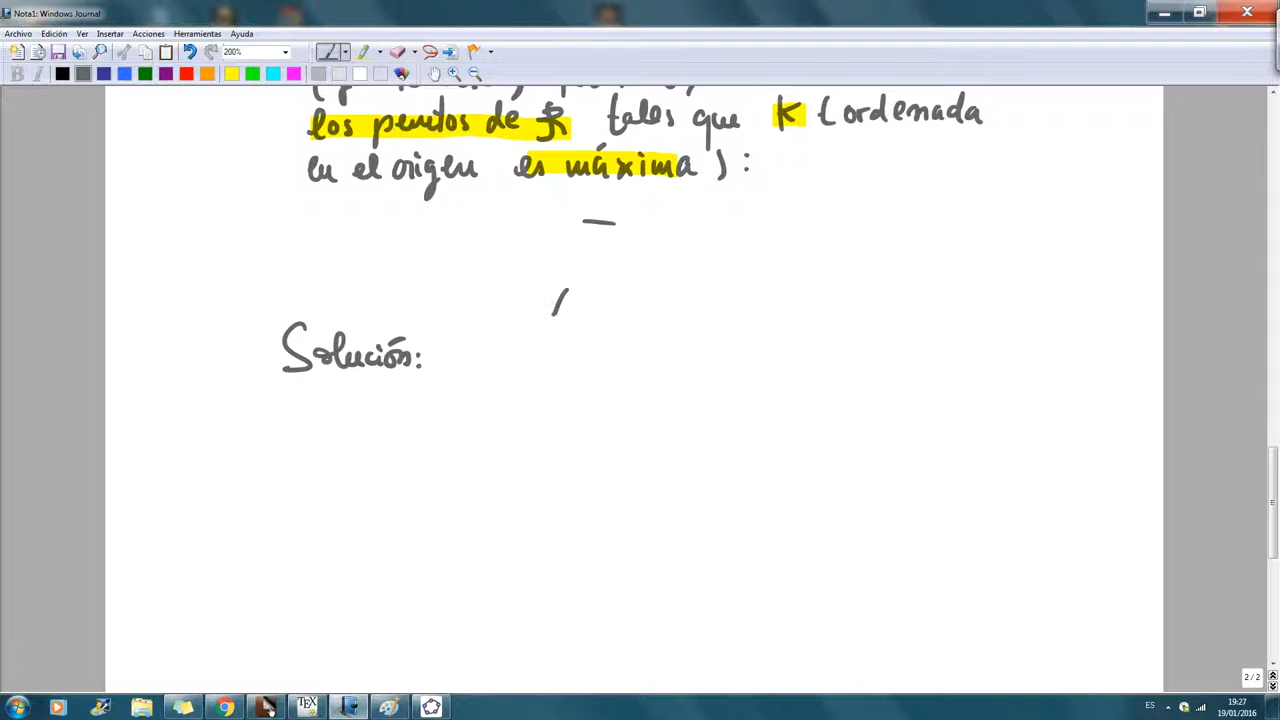 Nota1: Windows Journal
Archivo Edición Ver Insertar Acciones Herramientas Ayuda
200%
los puntos de R tales que K (ordenada
en el origen es máxima):
Solución:
2 / 2
ES 19:27
19/01/2016